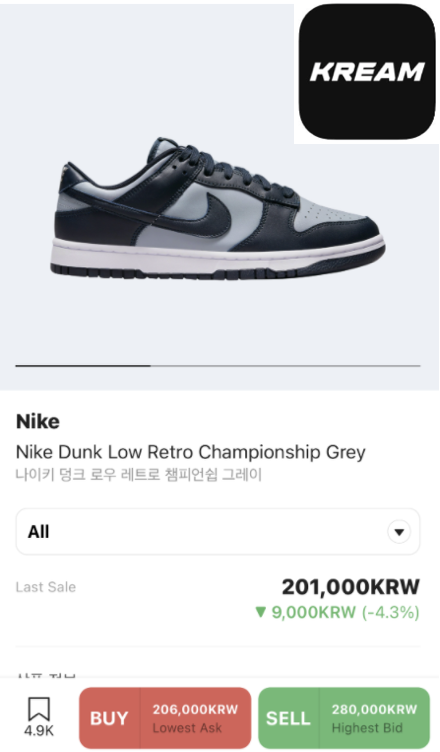 KREAM
Nike
Nike Dunk Low Retro Championship Grey
나이키 덩크 로우 레트로 챔피언쉽 그레이
All
Last Sale
201,000KRW
▼ 9,000KRW (-4.3%)
4.9K
BUY
206,000KRW
Lowest Ask
SELL
280,000KRW
Highest Bid